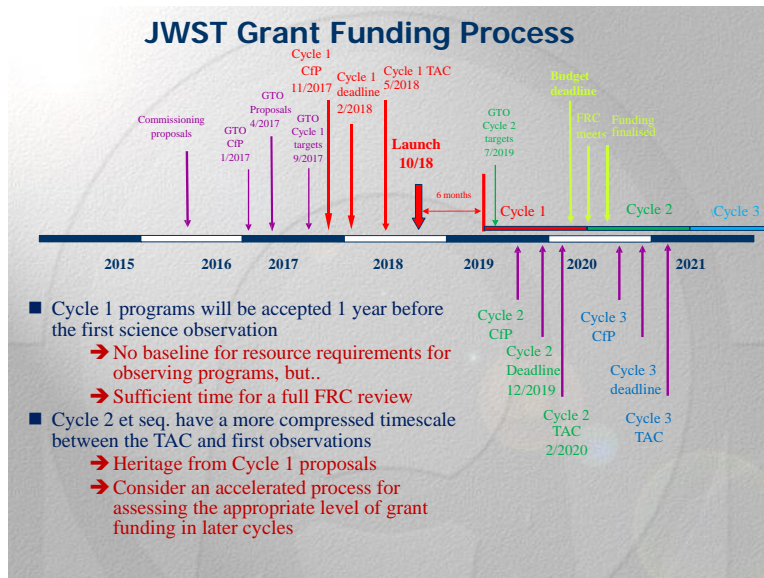 JWST Grant Funding Process
Commissioning
proposals
GTO
CfP
1/2017
GTO
Proposals
4/2017
GTO
Cycle 1
targets
9/2017
Cycle 1
CfP
11/2017
Cycle 1
deadline
2/2018
Cycle 1 TAC
5/2018
Launch
10/18
6 months
GTO
Cycle 2
targets
7/2019
Budget
deadline
FRC
meets
Funding
finalised
Cycle 1
Cycle 2
Cycle 3
2015
2016
2017
2018
2019
2020
2021
Cycle 2
CfP
Cycle 2
Deadline
12/2019
Cycle 2
TAC
2/2020
Cycle 3
CfP
Cycle 3
deadline
Cycle 3
TAC
Cycle 1 programs will be accepted 1 year before
the first science observation
No baseline for resource requirements for
observing programs, but..
Sufficient time for a full FRC review
Cycle 2 et seq. have a more compressed timescale
between the TAC and first observations
Heritage from Cycle 1 proposals
Consider an accelerated process for
assessing the appropriate level of grant
funding in later cycles